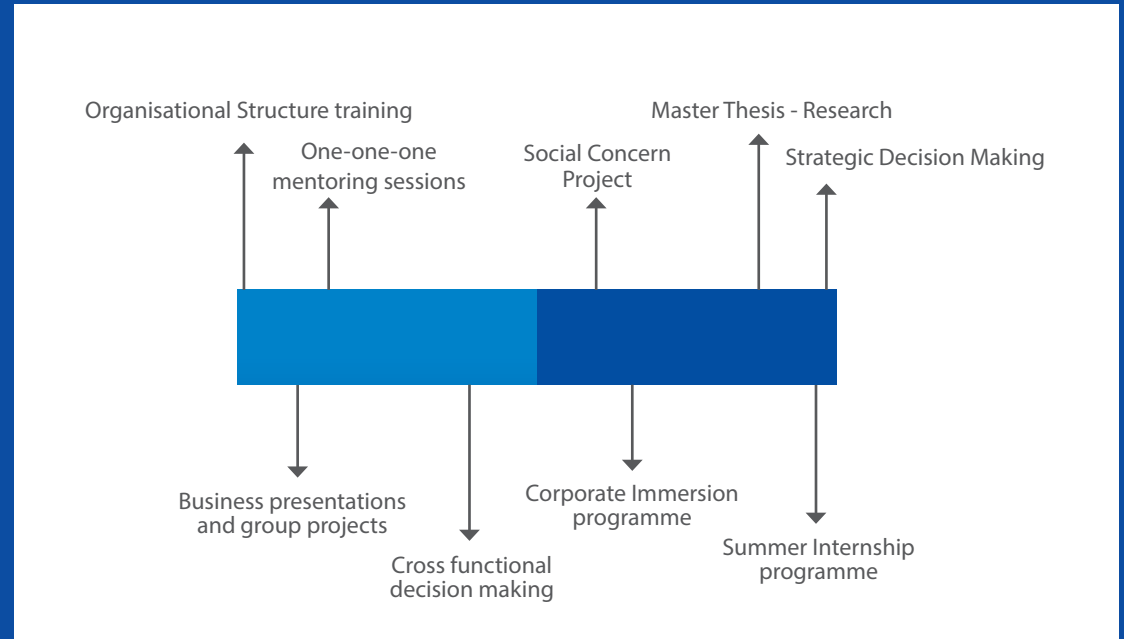 Organisational Structure training
One-one-one
mentoring sessions
Social Concern
Project
Master Thesis - Research
Strategic Decision Making
Business presentations
and group projects
Cross functional
decision making
Corporate Immersion
programme
Summer Internship
programme